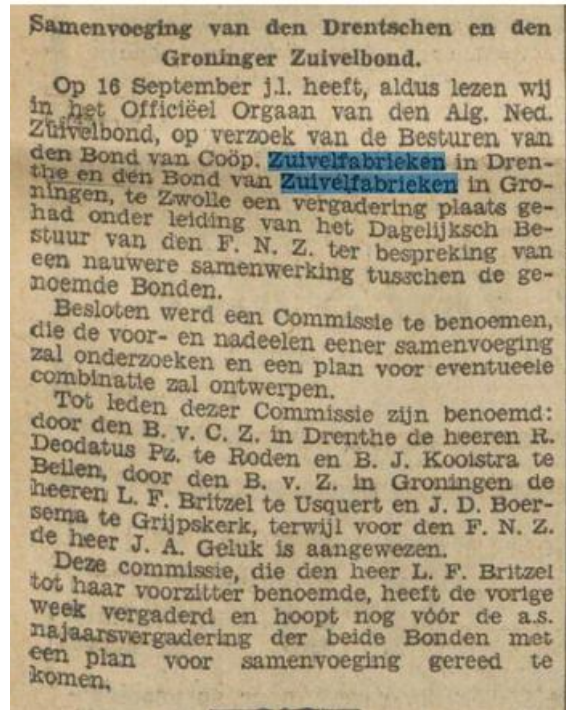 Samenvoeging van den Drentschen en den
Groninger Zuivelbond.
Op 16 September j.l. heeft, aldus lezen wij
in het Officiëel Orgaan van den Alg. Ned.
Zuivelbond, op verzoek van de Besturen van
den Bond van Coöp. Zuivelfabrieken in Dren-
the en den Bond van Zuivelfabrieken in Gro-
ningen, te Zwolle een vergadering plaats ge-
had onder leiding van het Dagelijksch Be-
stuur van den F. N. Z. ter bespreking van
een nauwere samenwerking tusschen de ge-
noemde Bonden.
Besloten werd een Commissie te benoemen,
die de voor- en nadeelen eener samenvoeging
zal onderzoeken en een plan voor eventueele
combinatie zal ontwerpen.
Tot leden dezer Commissie zijn benoemd:
door den B. v. C. Z. in Drenthe de heeren R.
Deodatus Pz. te Roden en B. J. Kooistra te
Beilen, door den B. v. Z. in Groningen de
heeren L. F. Britzel te Usquert en J. D. Boer-
sema te Grijpskerk, terwijl voor den F. N. Z.
de heer J. A. Geluk is aangewezen.
Deze commissie, die den heer L. F. Britzel
tot haar voorzitter benoemde, heeft de vorige
week vergaderd en hoopt nog vóór de a.s.
najaarsvergadering der beide Bonden met
een plan voor samenvoeging gereed te
komen.